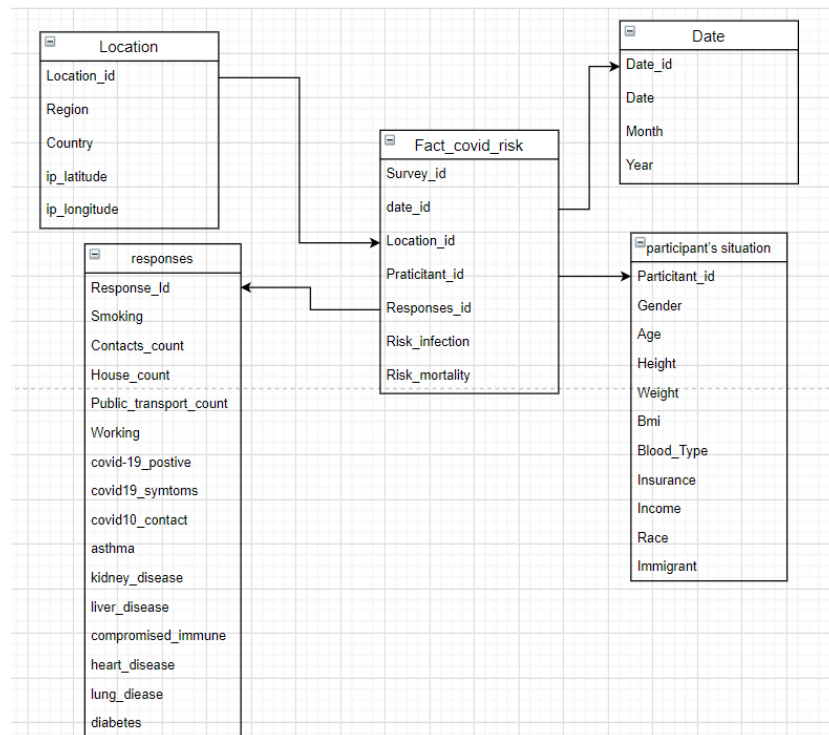 Location
Location_id
Region
Country
ip_latitude
ip_longitude
Date
Date_id
Date
Month
Year
Fact_covid_risk
Survey_id
date_id
Location_id
Praticitant_id
Responses_id
Risk_infection
Risk_mortality
responses
Response_Id
Smoking
Contacts_count
House_count
Public_transport_count
Working
covid-19_postive
covid19_symtoms
covid10_contact
asthma
kidney_disease
liver_disease
compromised_immune
heart_disease
lung_diease
diabetes
participant's situation
Particitant_id
Gender
Age
Height
Weight
Bmi
Blood_Type
Insurance
Income
Race
Immigrant